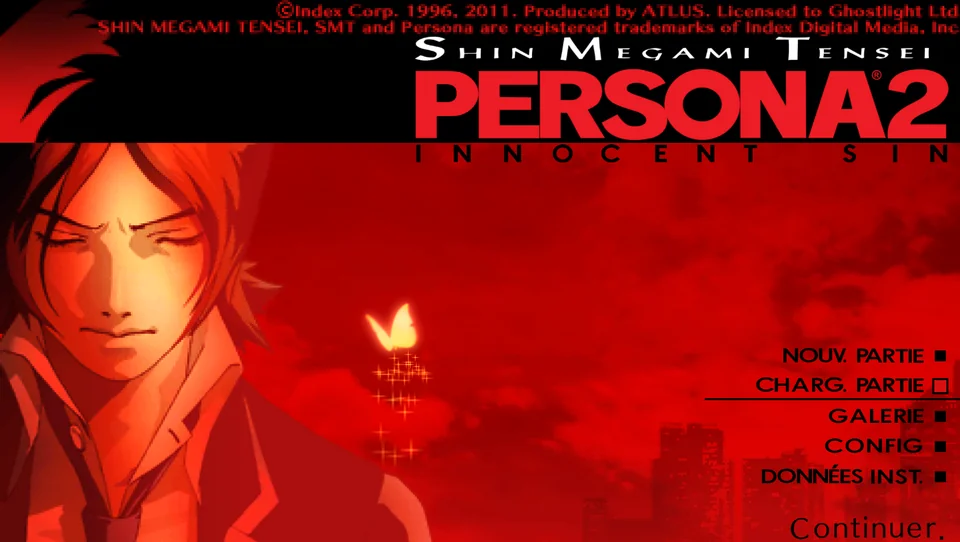 ©Index Corp. 1996, 2011. Produced by ATLUS. Licensed to Ghostlight Ltd
SHIN MEGAMI TENSEI, SMT and Persona are registered trademarks of Index Digital Media, Inc
SHIN MEGAMI TENSEI
PERSONA®2
INNOCENT SIN
NOUV. PARTIE
CHARG. PARTIE
GALERIE
CONFIG
DONNÉES INST.
Continuer.